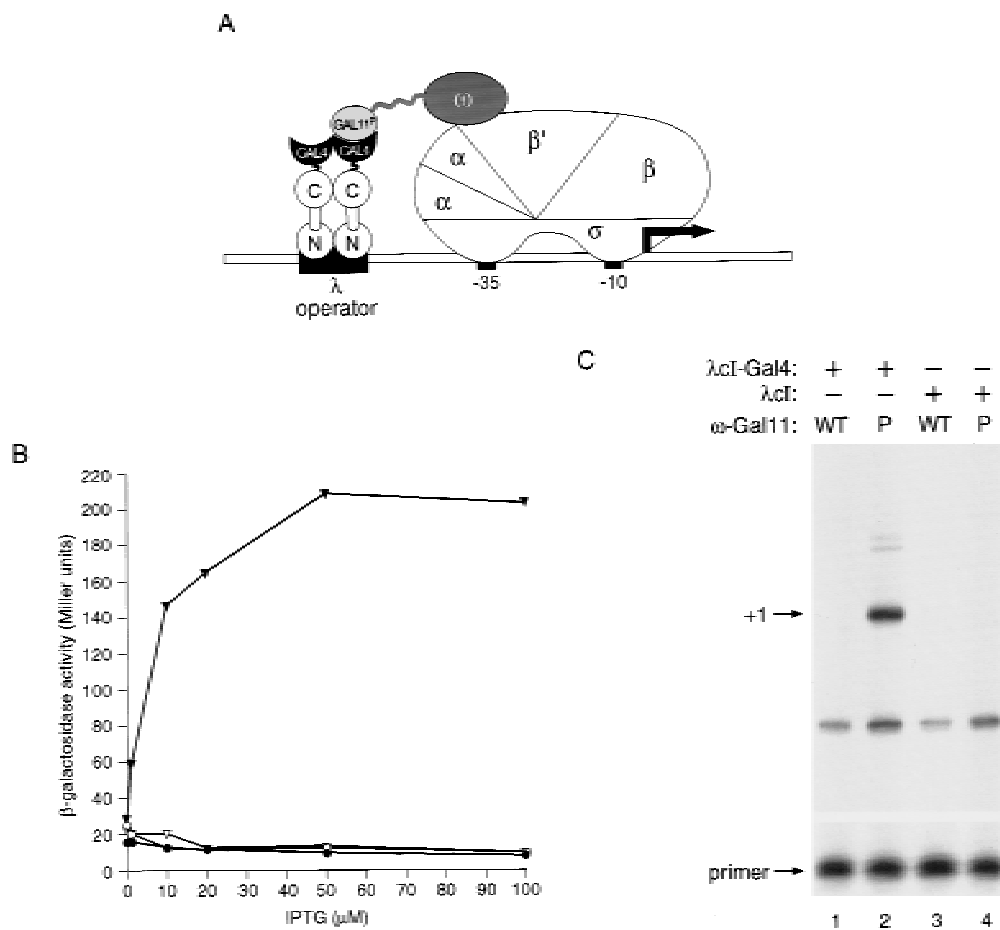 A
ω
GAL11P
GAL4 GAL4
α
β'
β
α
C C
σ
N N
-35
-10
λ
operator
C
λcI-Gal4: + + – –
λcI: – – + +
ω-Gal11: WT P WT P
B
β-galactosidase activity (Miller units)
220
200
180
160
140
120
100
80
60
40
20
0
0 10 20 30 40 50 60 70 80 90 100
IPTG (μM)
+1
primer
1 2 3 4